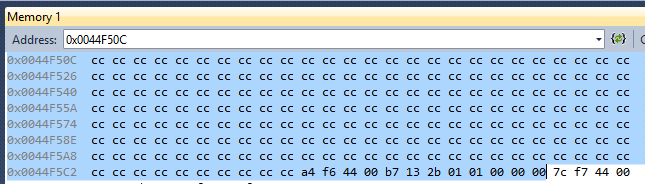 Memory 1
Address: 0x0044F50C
0x0044F50C cc cc cc cc cc cc cc cc cc cc cc cc cc cc cc cc cc cc cc cc cc cc cc cc cc cc
0x0044F526 cc cc cc cc cc cc cc cc cc cc cc cc cc cc cc cc cc cc cc cc cc cc cc cc cc cc
0x0044F540 cc cc cc cc cc cc cc cc cc cc cc cc cc cc cc cc cc cc cc cc cc cc cc cc cc cc
0x0044F55A cc cc cc cc cc cc cc cc cc cc cc cc cc cc cc cc cc cc cc cc cc cc cc cc cc cc
0x0044F574 cc cc cc cc cc cc cc cc cc cc cc cc cc cc cc cc cc cc cc cc cc cc cc cc cc cc
0x0044F58E cc cc cc cc cc cc cc cc cc cc cc cc cc cc cc cc cc cc cc cc cc cc cc cc cc cc
0x0044F5A8 cc cc cc cc cc cc cc cc cc cc cc cc cc cc cc cc cc cc cc cc cc cc cc cc cc cc
0x0044F5C2 cc cc cc cc cc cc cc cc cc cc a4 f6 44 00 b7 13 2b 01 01 00 00 00 7c f7 44 00